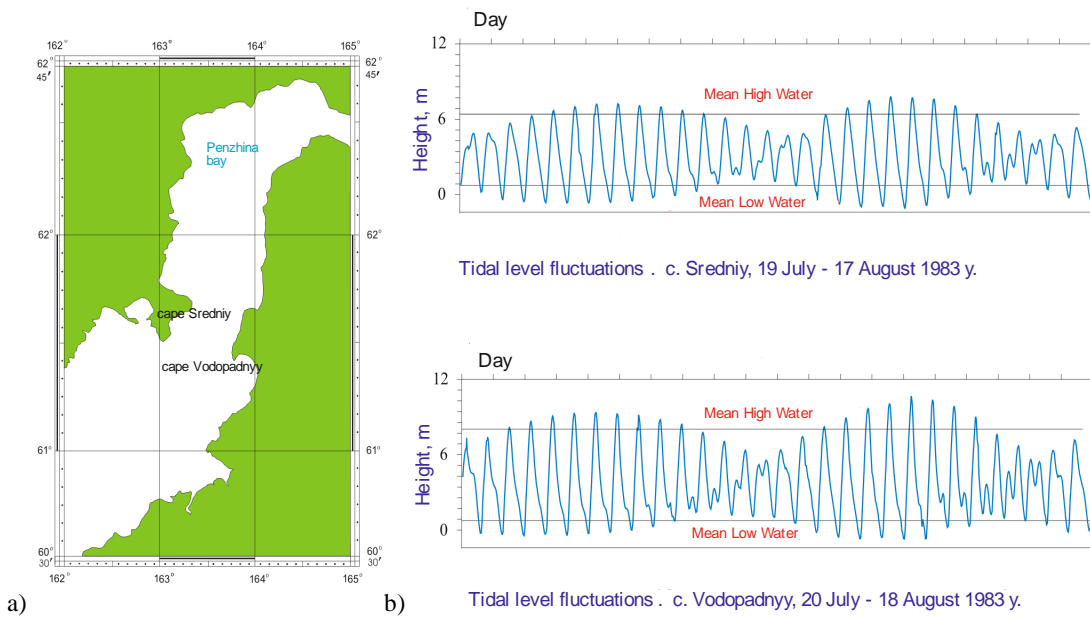 162°
163°
164°
165°
62°
45′
62°
45′
Penzhina
bay
62°
62°
cape Sredniy
cape Vodopadnyy
61°
61°
60°
30′
60°
30′
162°
163°
164°
165°
a)
Day
12
Mean High Water
6
Height, m
0
Mean Low Water
Tidal level fluctuations . c. Sredniy, 19 July - 17 August 1983 y.
Day
12
Mean High Water
6
Height, m
0
Mean Low Water
b)
Tidal level fluctuations . c. Vodopadnyy, 20 July - 18 August 1983 y.